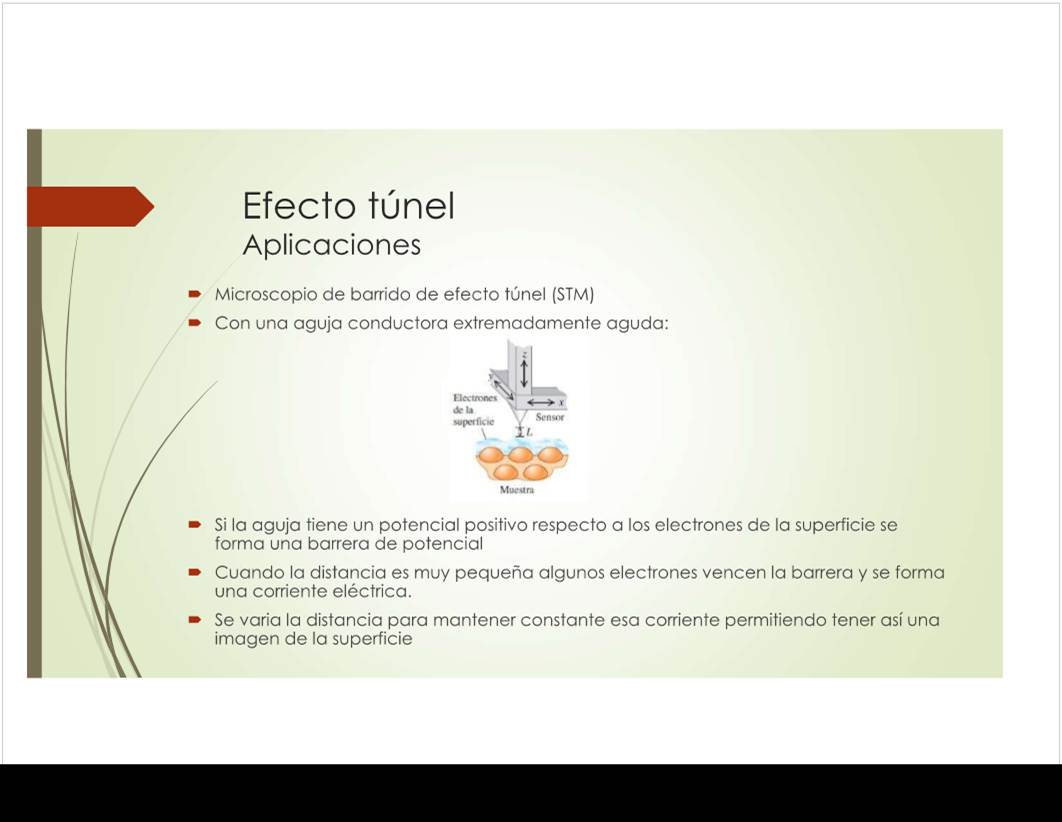 Efecto túnel
Aplicaciones
Microscopio de barrido de efecto túnel (STM)
Con una aguja conductora extremadamente aguda:
z
y
x
Electrones
de la
superficie
Sensor
L
Muestra
Si la aguja tiene un potencial positivo respecto a los electrones de la superficie se
forma una barrera de potencial
Cuando la distancia es muy pequeña algunos electrones vencen la barrera y se forma
una corriente eléctrica.
Se varia la distancia para mantener constante esa corriente permitiendo tener así una
imagen de la superficie